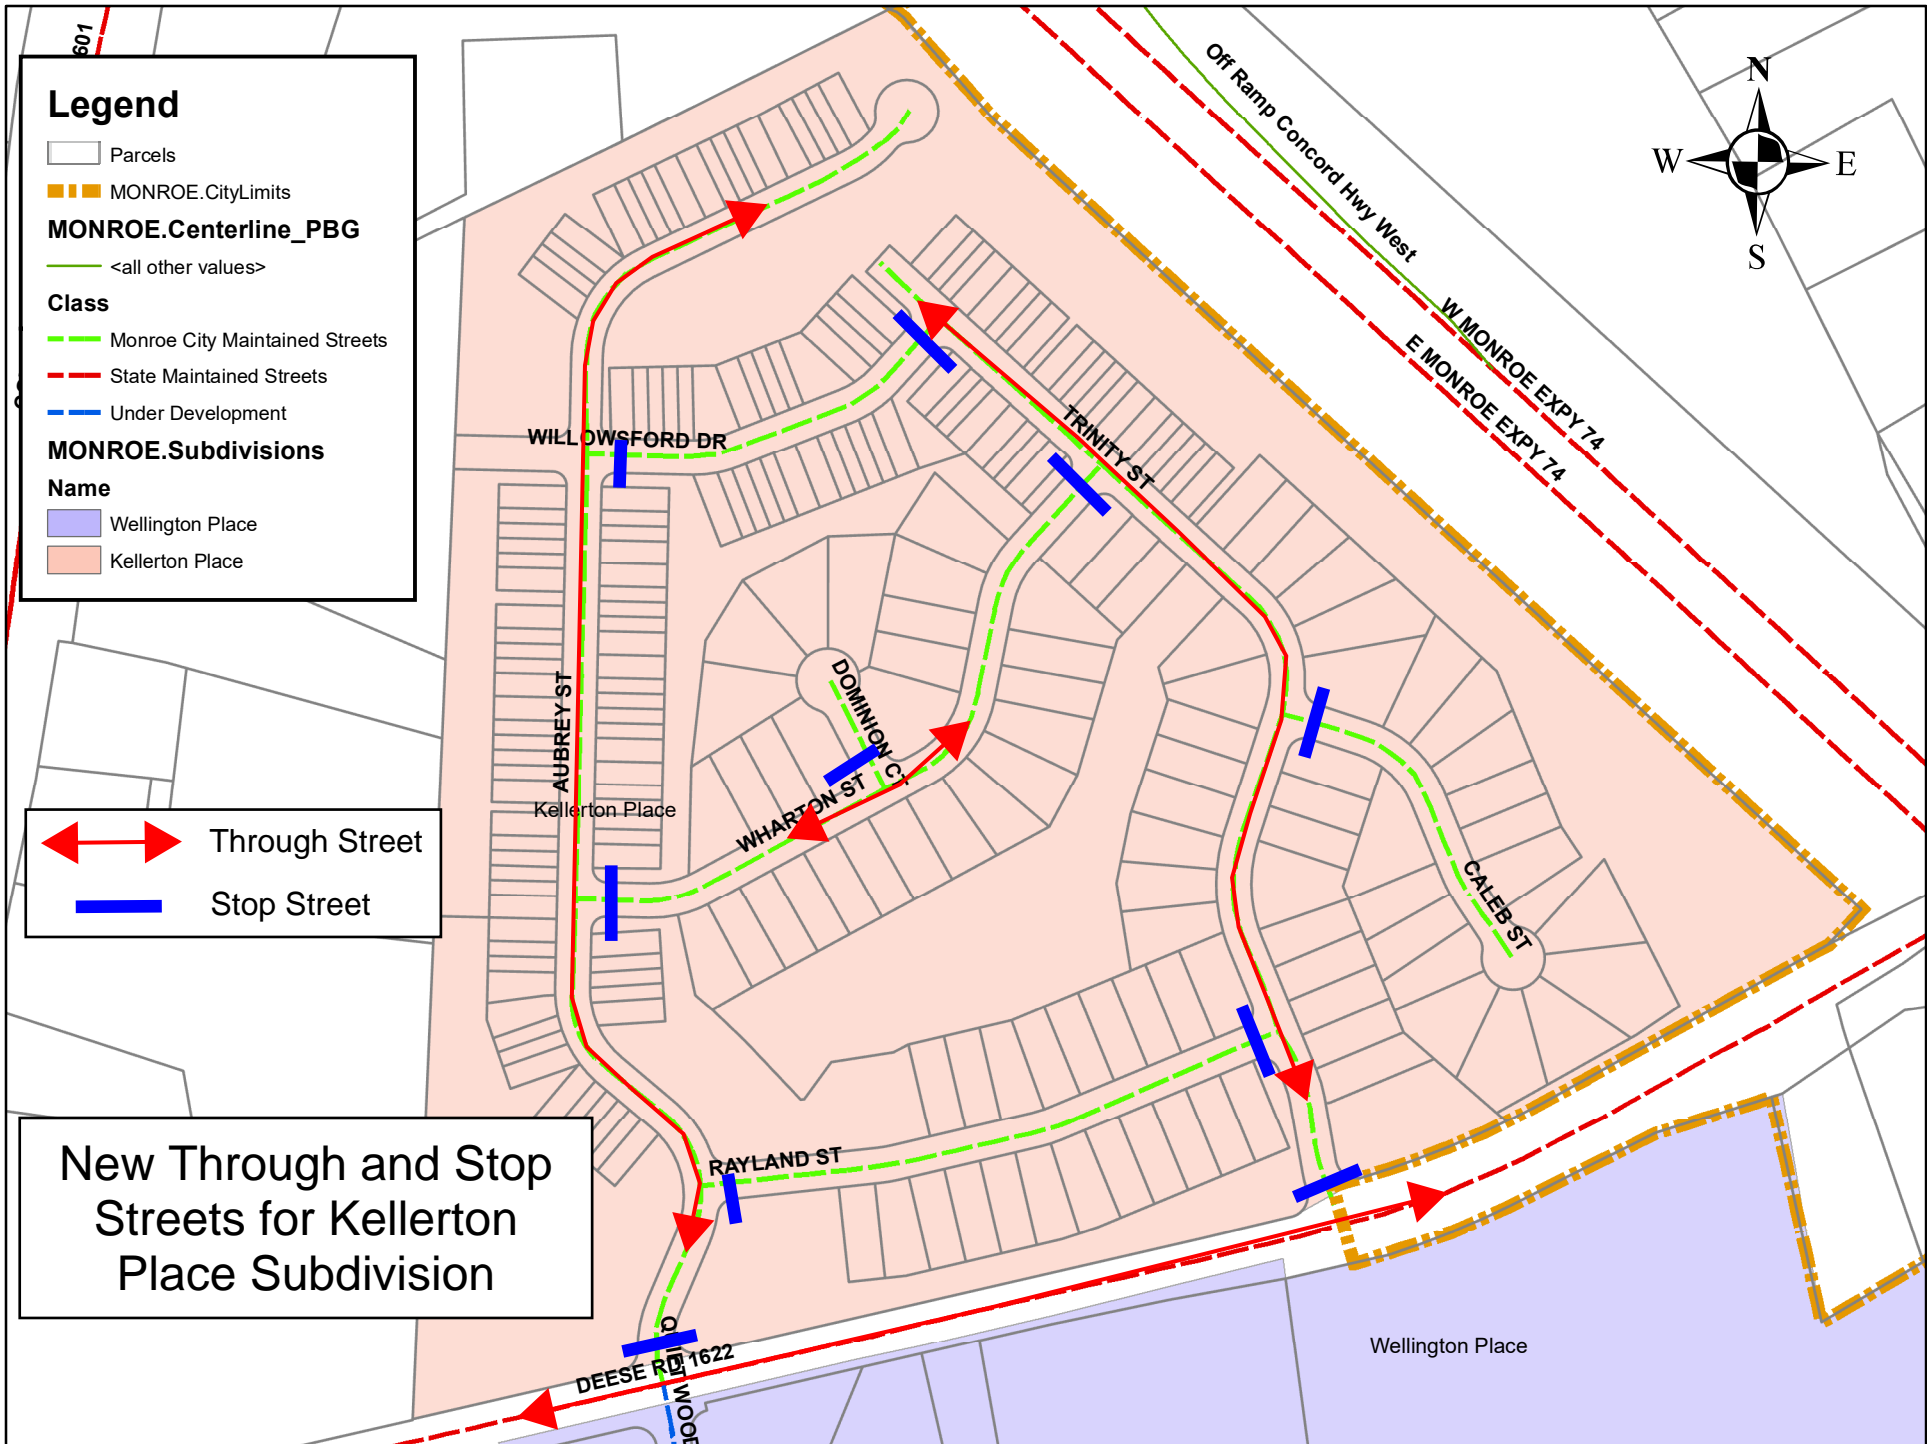 601
Legend
Parcels
MONROE.CityLimits
MONROE.Centerline_PBG
<all other values>
Class
Monroe City Maintained Streets
State Maintained Streets
Under Development
MONROE.Subdivisions
Name
Wellington Place
Kellerton Place
Off Ramp Concord Hwy West
N
W
E
S
W MONROE EXPY 74
E MONROE EXPY 74
WILLOWSFORD DR
TRINITY ST
AUBREY ST
DOMINION CT
WHARTON ST
Kellerton Place
CALEB ST
Through Street
Stop Street
RAYLAND ST
New Through and Stop
Streets for Kellerton
Place Subdivision
DEESE RD 1622
Wellington Place